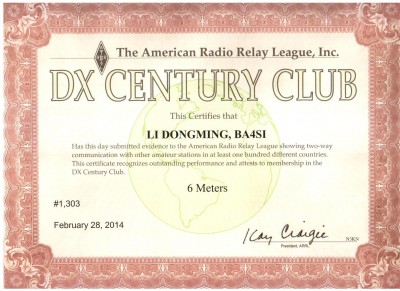 The American Radio Relay League, Inc.
DX CENTURY CLUB
This Certifies that
LI DONGMING, BA4SI
Has this day submitted evidence to the American Radio Relay League showing two-way
communication with other amateur stations in at least one hundred different countries.
This certificate recognizes outstanding performance and attests to membership in the
DX Century Club.
6 Meters
#1,303
February 28, 2014
Kay Craigie N3KN
President, ARRL